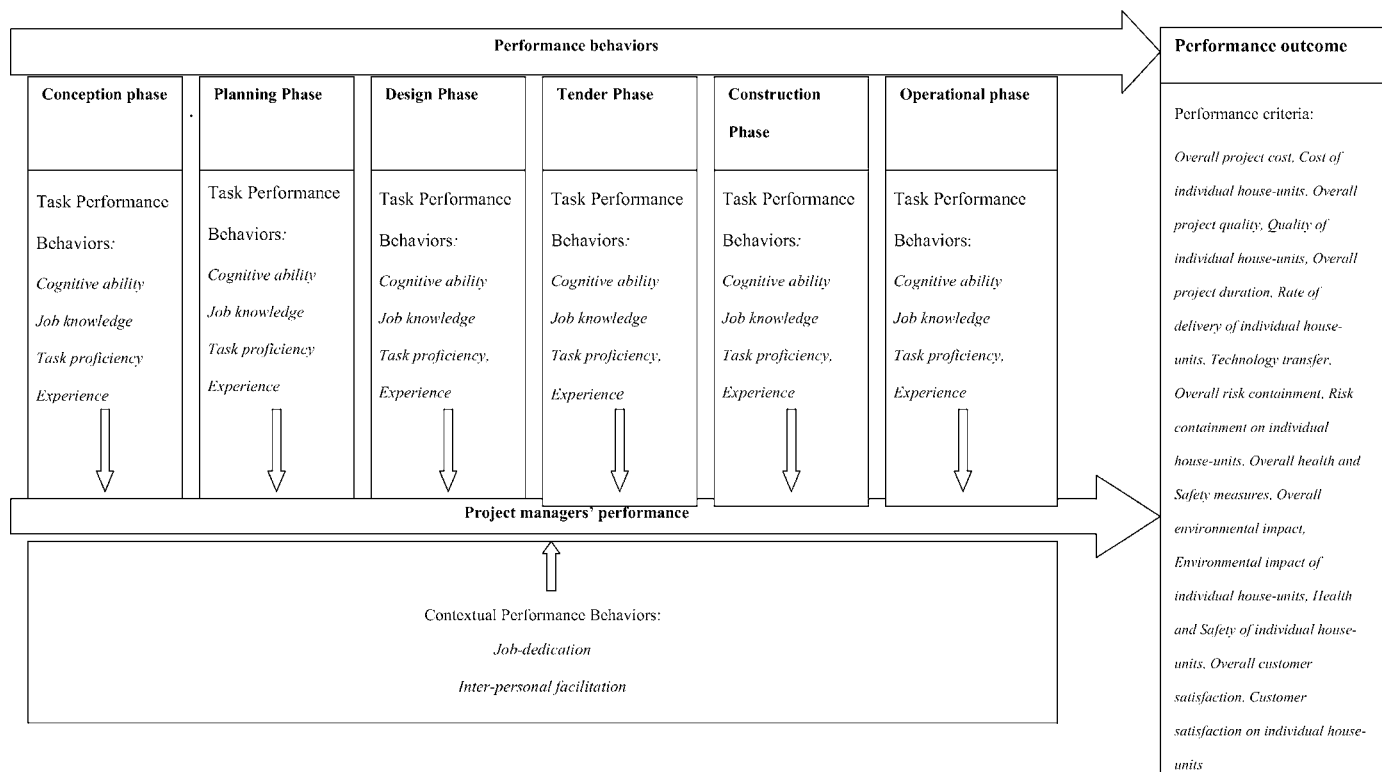 Performance behaviors
Conception phase
Task Performance
Behaviors:
Cognitive ability
Job knowledge
Task proficiency
Experience
.
Planning Phase
Task Performance
Behaviors:
Cognitive ability
Job knowledge
Task proficiency
Experience
Design Phase
Task Performance
Behaviors:
Cognitive ability
Job knowledge
Task proficiency,
Experience
Tender Phase
Task Performance
Behaviors:
Cognitive ability
Job knowledge
Task proficiency,
Experience
Construction
Phase
Task Performance
Behaviors:
Cognitive ability
Job knowledge
Task proficiency,
Experience
Operational phase
Task Performance
Behaviors:
Cognitive ability
Job knowledge
Task proficiency,
Experience
Project managers’ performance
Contextual Performance Behaviors:
Job-dedication
Inter-personal facilitation
Performance outcome
Performance criteria:
Overall project cost, Cost of
individual house-units, Overall
project quality, Quality of
individual house-units, Overall
project duration, Rate of
delivery of individual house-
units, Technology transfer,
Overall risk containment, Risk
containment on individual
house-units, Overall health and
Safety measures, Overall
environmental impact,
Environmental impact of
individual house-units, Health
and Safety of individual house-
units, Overall customer
satisfaction, Customer
satisfaction on individual house-
units